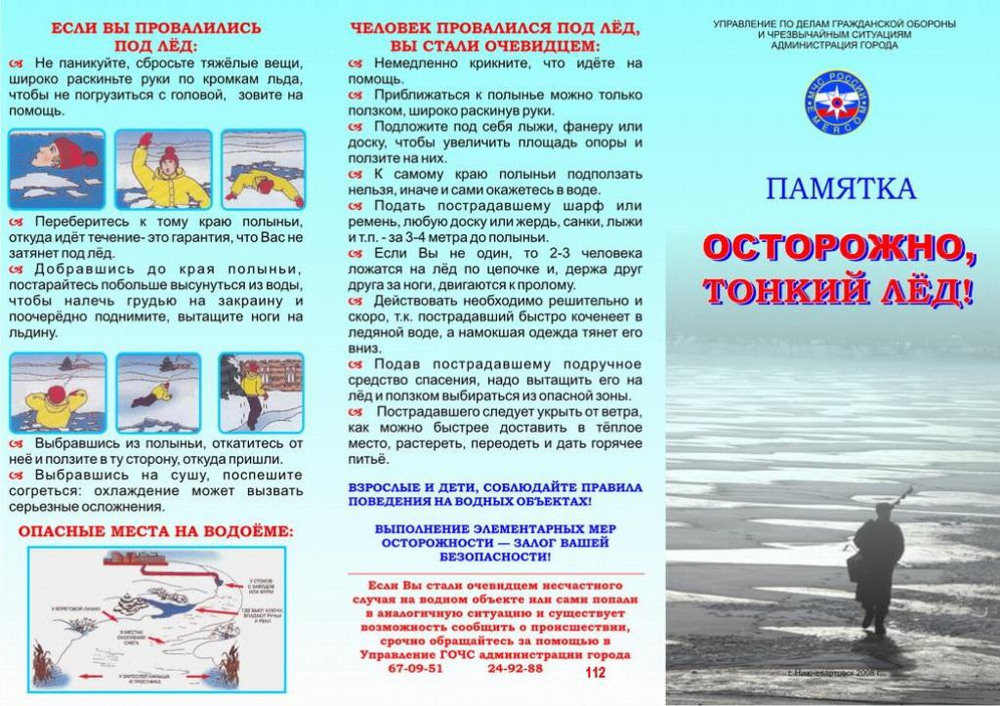 ЕСЛИ ВЫ ПРОВАЛИЛИСЬ
ПОД ЛЁД:
Не паникуйте, сбросьте тяжёлые вещи,
широко раскиньте руки по кромкам льда,
чтобы не погрузиться с головой, зовите на
помощь.
Переберитесь к тому краю полыньи,
откуда идёт течение- это гарантия, что Вас не
затянет под лёд.
Добравшись до края полыньи,
постарайтесь побольше высунуться из воды,
чтобы налечь грудью на закраину и
поочерёдно поднимите, вытащите ноги на
льдину.
Выбравшись из полыньи, откатитесь от
неё и ползите в ту сторону, откуда пришли.
Выбравшись на сушу, поспешите
согреться: охлаждение может вызвать
серьезные осложнения.
ОПАСНЫЕ МЕСТА НА ВОДОЁМЕ:
У СТОКОВ
С ЗАВОДОВ
ИЛИ ФЕРМ
У БЕРЕГОВОЙ ЛИНИИ
ГДЕ БЬЮТ КЛЮЧИ,
ВПАДАЮТ РУЧЬИ
И РЕКИ
В МЕСТАХ
СКОПЛЕНИЯ
СНЕГА
У ЗАРОСЛЕЙ КАМЫША
И ТРОСТНИКА
ЧЕЛОВЕК ПРОВАЛИЛСЯ ПОД ЛЁД,
ВЫ СТАЛИ ОЧЕВИДЦЕМ:
Немедленно крикните, что идёте на
помощь.
Приближаться к полынье можно только
ползком, широко раскинув руки.
Подложите под себя лыжи, фанеру или
доску, чтобы увеличить площадь опоры и
ползите на них.
К самому краю полыньи подползать
нельзя, иначе и сами окажетесь в воде.
Подать пострадавшему шарф или
ремень, любую доску или жердь, санки, лыжи
и т.п. - за 3-4 метра до полыньи.
Если Вы не один, то 2-3 человека
ложатся на лёд по цепочке и, держа друг
друга за ноги, двигаются к пролому.
Действовать необходимо решительно и
скоро, т.к. пострадавший быстро коченеет в
ледяной воде, а намокшая одежда тянет его
вниз.
Подав пострадавшему подручное
средство спасения, надо вытащить его на
лёд и ползком выбираться из опасной зоны.
Пострадавшего следует укрыть от ветра,
как можно быстрее доставить в тёплое
место, растереть, переодеть и дать горячее
питьё.
ВЗРОСЛЫЕ И ДЕТИ, СОБЛЮДАЙТЕ ПРАВИЛА
ПОВЕДЕНИЯ НА ВОДНЫХ ОБЪЕКТАХ!
ВЫПОЛНЕНИЕ ЭЛЕМЕНТАРНЫХ МЕР
ОСТОРОЖНОСТИ — ЗАЛОГ ВАШЕЙ
БЕЗОПАСНОСТИ!
Если Вы стали очевидцем несчастного
случая на водном объекте или сами попали
в аналогичную ситуацию и существует
возможность сообщить о происшествии,
срочно обращайтесь за помощью в
Управление ГОЧС администрации города
67-09-51 24-92-88 112
УПРАВЛЕНИЕ ПО ДЕЛАМ ГРАЖДАНСКОЙ ОБОРОНЫ
И ЧРЕЗВЫЧАЙНЫМ СИТУАЦИЯМ
АДМИНИСТРАЦИЯ ГОРОДА
МЧС РОССИИ
EMERCOM
ПАМЯТКА
ОСТОРОЖНО,
ТОНКИЙ ЛЁД!
г. Нижневартовск 2008 г.